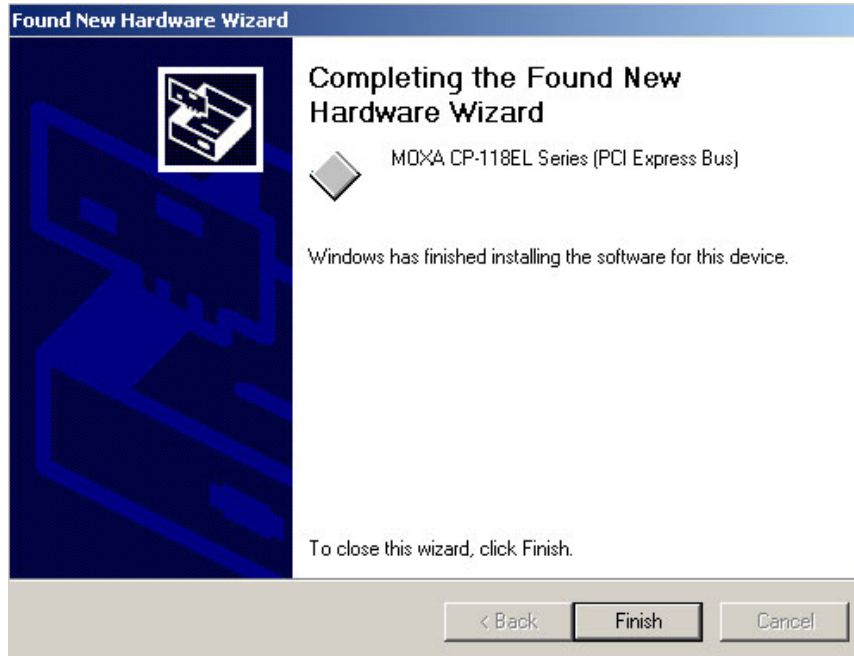 Found New Hardware Wizard
Completing the Found New
Hardware Wizard
MOXA CP-118EL Series (PCI Express Bus)
Windows has finished installing the software for this device.
To close this wizard, click Finish.
< Back
Finish
Cancel